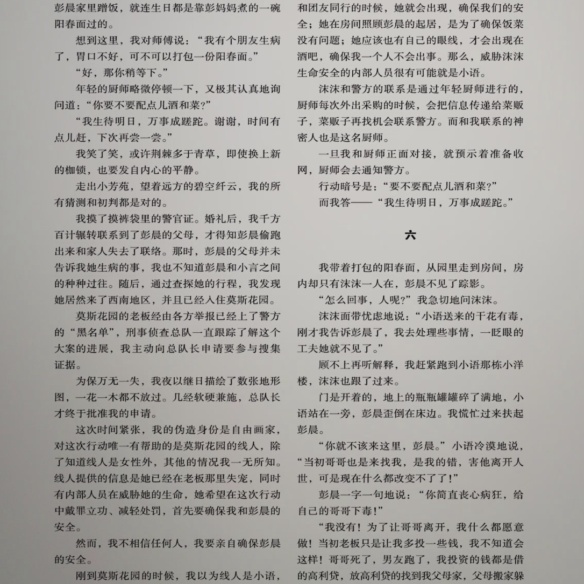 彭晨家里蹭饭，就连生日都是靠彭妈妈煮的一碗
阳春面过的。
想到这里，我对师傅说：“我有个朋友生病
了，胃口不好，可不可以打包一份阳春面。”
“好，那你稍等下。”
年轻的厨师略微停顿一下，又极其认真地询
问道：“你要不要配点儿酒和菜？”
“我生待明日，万事成蹉跎。谢谢，时间有
点儿赶，下次再尝一尝。”
我笑了笑，或许荆棘多于青草，即使换上新
的枷锁，也要发自内心的平静。
走出小芳苑，望着远方的碧空纤云，我的所
有猜测和初判都是对的。
我摸了摸裤袋里的警官证。婚礼后，我千方
百计辗转联系到了彭晨的父母，才得知彭晨偷跑
出来和家人失去了联络。那时，彭晨的父母并未
告诉我她生病的事，我也不知道彭晨和小言之间
的种种过往。随后，通过查探她的行程，我发现
她居然来了西南地区，并且已经人住莫斯花园。
莫斯花园的老板经由各方举报已经上了警方
的“黑名单”，刑事侦查总队一直跟踪了解这个
大案的进展，我主动向总队长申请要参与搜集
证据。
为保万无一失，我夜以继日描绘了数张地形
图，一花一木都不放过。几经软硬兼施，总队长
才终于批准我的申请。
这次时间紧张，我的伪造身份是自由画家，
对这次行动唯一有帮助的是莫斯花园的线人，除
了知道线人是女性外，其他的情况我一无所知。
线人提供的信息是她已经在老板那里失宠，同时
有内部人员在威胁她的生命，她希望在这次行动
中戴罪立功、减轻处罚，首先要确保我和彭晨的
安全。
然而，我不相信任何人，我要亲自确保彭晨
的安全。
刚到莫斯花园的时候，我以为线人是小语，
和团友同行的时候，她就会出现，确保我们的安
全；她在房间照顾彭晨的起居，是为了确保饭菜
没有问题；她应该也有自己的眼线，才会出现在
酒吧，确保我一个人不会出事。那么，威胁沫沫
生命安全的内部人员很有可能就是小语。
沫沫和警方的联系是通过年轻厨师进行的，
厨师每次外出采购的时候，会把信息传递给菜贩
子，菜贩子再找机会联系警方。而和我联系的神
密人也是这名厨师。
一旦我和厨师正面对接，就预示着准备收
网，厨师会去通知警方。
行动暗号是：“要不要配点儿酒和菜？”
而我答——“我生待明日，万事成蹉跎。”
六
我带着打包的阳春面，从园里走到房间，房
内却只有沫沫一人在，彭晨不见了踪影。
“怎么回事，人呢？”我急切地问沫沫。
沫沫面带忧虑地说：“小语送来的干花有毒，
刚才我告诉彭晨了，我去处理些事情，一眨眼的
工夫她就不见了。”
顾不上再听解释，我赶紧跑到小语那栋小洋
楼，沫沫也跟了过来。
门是开着的，地上的瓶瓶罐罐碎了满地，小
语站在一旁，彭晨歪倒在床边。我慌忙过来扶起
彭晨。
“你就不该来这里，彭晨。”小语冷漠地说，
“当初哥哥也是来找我，是我的错，害他离开人
世，可是现在什么都改变不了了！”
彭晨一字一句地说：“你简直丧心病狂，给
自己的哥哥下毒！”
“我没有！为了让哥哥离开，我什么都愿意
做！当初老板只是让我多投一些钱，我不知道会
这样！哥哥死了，男友跑了，我投资的钱都是借
的高利贷，放高利贷的找到我父母家，父母搬家躲